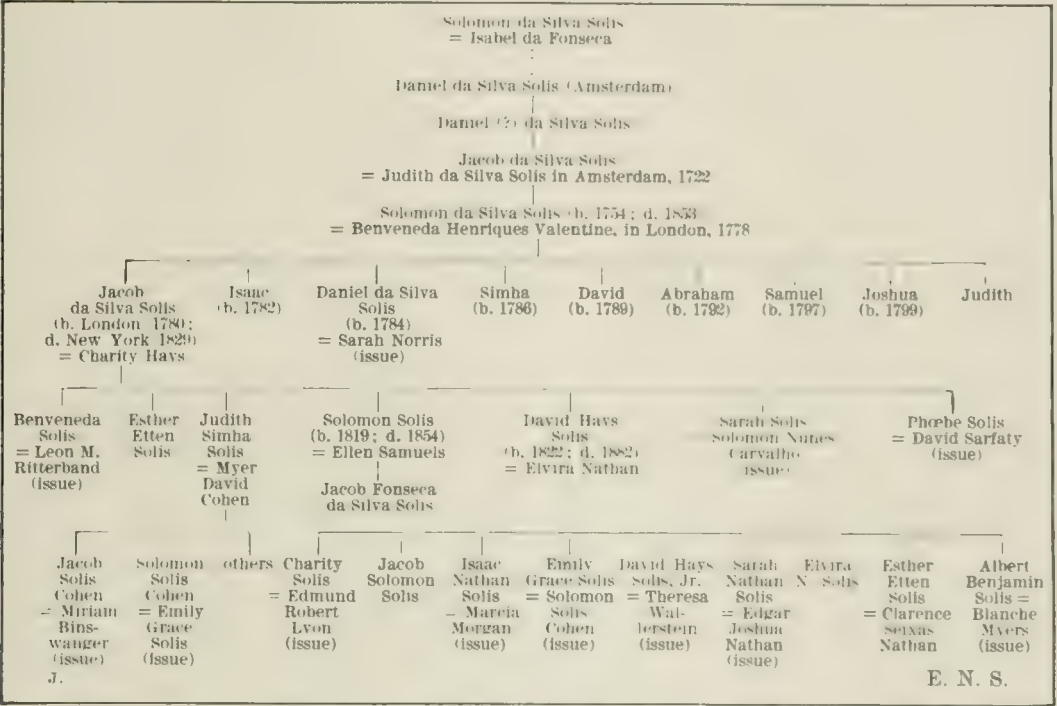 Solomon da Silva Solis
= Isabel da Fonseca
Daniel da Silva Solis (Amsterdam)
Daniel (?) da Silva Solis
Jacob da Silva Solis
= Judith da Silva Solis in Amsterdam, 1722
Solomon da Silva Solis (b. 1754; d. 1853
= Benveneda Henriques Valentine, in London, 1778
Jacob
da Silva Solis
(b. London 1780;
d. New York 1829)
= Charity Hays
Isaac
(b. 1782)
Daniel da Silva
Solis
(b. 1784)
= Sarah Norris
(issue)
Simha
(b. 1786)
David
(b. 1789)
Abraham
(b. 1792)
Samuel
(b. 1797)
Joshua
(b. 1799)
Judith
Benveneda
Solis
= Leon M.
Ritterband
(issue)
Esther
Etten
Solis
Judith
Simha
Solis
= Myer
David
Cohen
Solomon Solis
(b. 1819; d. 1854)
= Ellen Samuels
Jacob Fonseca
da Silva Solis
David Hays
Solis
(b. 1822; d. 1882)
= Elvira Nathan
Sarah Solis
Solomon Nunes
Carvalho
issue)
Phœbe Solis
= David Sarfaty
(issue)
Jacob
Solis
Cohen
= Miriam
Bins-
wanger
(issue)
Solomon
Solis
Cohen
= Emily
Grace
Solis
(issue)
others
Charity
Solis
= Edmund
Robert
Lyon
(issue)
Jacob
Solomon
Solis
Isaac
Nathan
Solis
= Marcia
Morgan
(issue)
Emily
Grace Solis
= Solomon
Solis
Cohen
(issue)
David Hays
Solis, Jr.
= Theresa
Wal-
lerstein
(issue)
Sarah
Nathan
Solis
= Edgar
Joshua
Nathan
(issue)
Elvira
N. Solis
Esther
Etten
Solis
= Clarence
Seixas
Nathan
Albert
Benjamin
Solis =
Blanche
Myers
(issue)
J.
E. N. S.